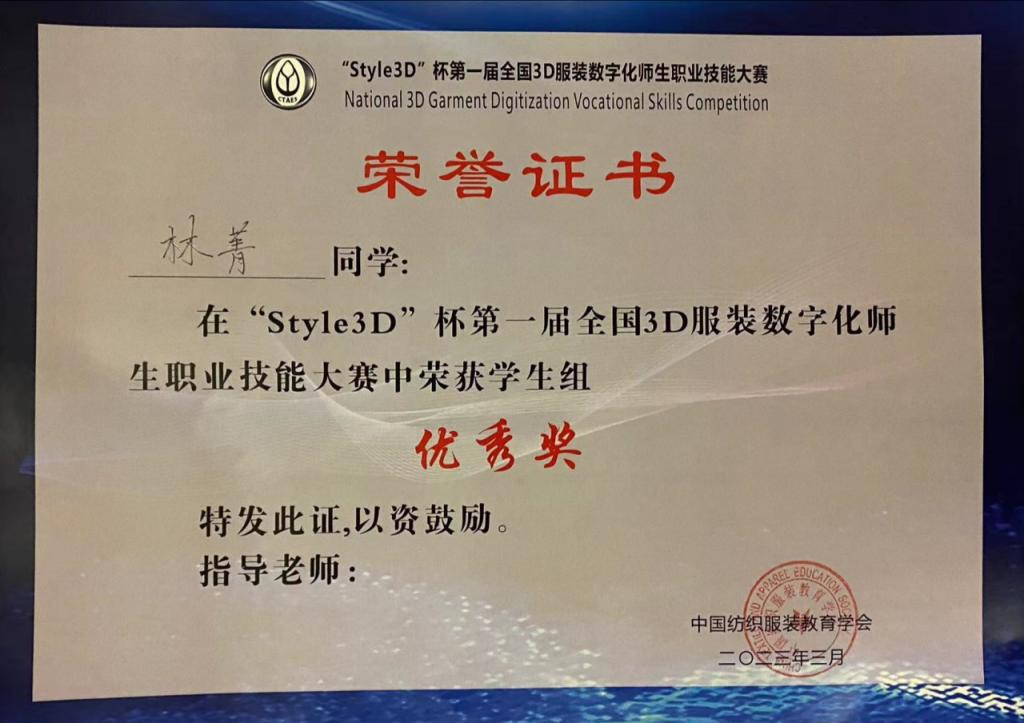 CTAES
“Style3D”杯第一届全国3D服装数字化师生职业技能大赛
National 3D Garment Digitization Vocational Skills Competition
荣誉证书
林菁 同学:
在“Style3D”杯第一届全国3D服装数字化师
生职业技能大赛中荣获学生组
优秀奖
特发此证,以资鼓励。
指导老师:
中国纺织服装教育学会
二〇二三年三月
APPAREL EDUCATION